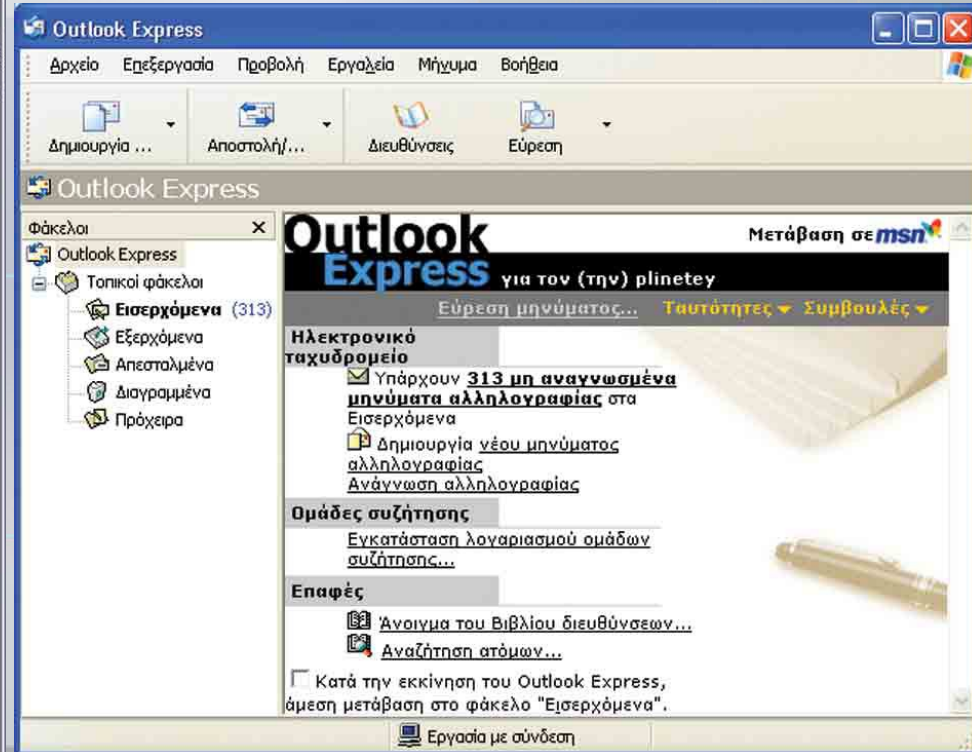 Outlook Express
Αρχείο Επεξεργασία Προβολή Εργαλεία Μήνυμα Βοήθεια
Δημιουργία ... Αποστολή/... Διευθύνσεις Εύρεση
Outlook Express
Φάκελοι
Outlook Express
Τοπικοί φάκελοι
Εισερχόμενα (313)
Εξερχόμενα
Απεσταλμένα
Διαγραμμένα
Πρόχειρα
Outlook
Express για τον (την) plinetey
Μετάβαση σε msn
Εύρεση μηνύματος... Ταυτότητες Συμβουλές
Ηλεκτρονικό
ταχυδρομείο
Υπάρχουν 313 μη αναγνωσμένα
μηνύματα αλληλογραφίας στα
Εισερχόμενα
Δημιουργία νέου μηνύματος
αλληλογραφίας
Ανάγνωση αλληλογραφίας
Ομάδες συζήτησης
Εγκατάσταση λογαριασμού ομάδων
συζήτησης...
Επαφές
Άνοιγμα του Βιβλίου διευθύνσεων...
Αναζήτηση ατόμων...
Κατά την εκκίνηση του Outlook Express,
άμεση μετάβαση στο φάκελο "Εισερχόμενα".
Εργασία με σύνδεση